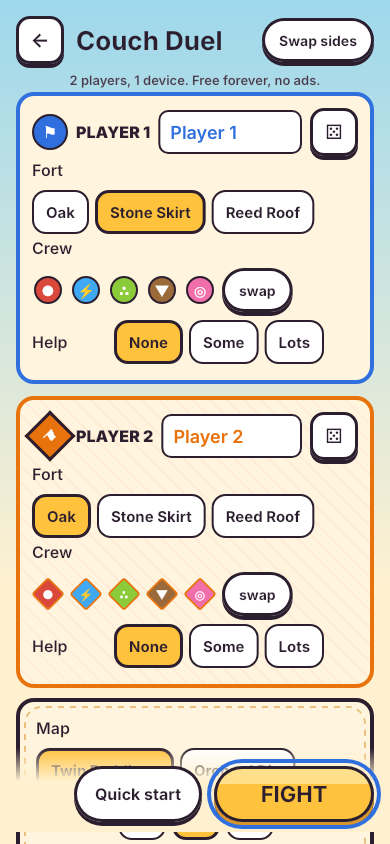 Couch Duel
Swap sides
2 players, 1 device. Free forever, no ads.
PLAYER 1
Player 1
Fort
Oak
Stone Skirt
Reed Roof
Crew
swap
Help
None
Some
Lots
PLAYER 2
Player 2
Fort
Oak
Stone Skirt
Reed Roof
Crew
swap
Help
None
Some
Lots
Map
Quick start
FIGHT